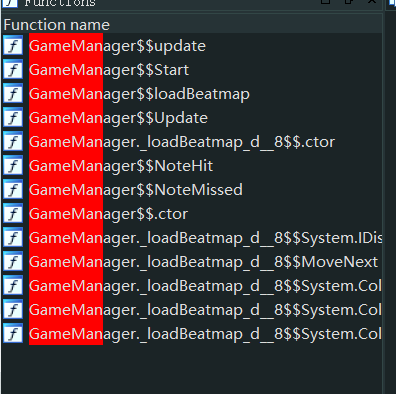 Functions
Function name
GameManager$$update
GameManager$$Start
GameManager$$loadBeatmap
GameManager$$Update
GameManager._loadBeatmap_d__8$$.ctor
GameManager$$NoteHit
GameManager$$NoteMissed
GameManager$$.ctor
GameManager._loadBeatmap_d__8$$System.IDis
GameManager._loadBeatmap_d__8$$MoveNext
GameManager._loadBeatmap_d__8$$System.Col
GameManager._loadBeatmap_d__8$$System.Col
GameManager._loadBeatmap_d__8$$System.Col